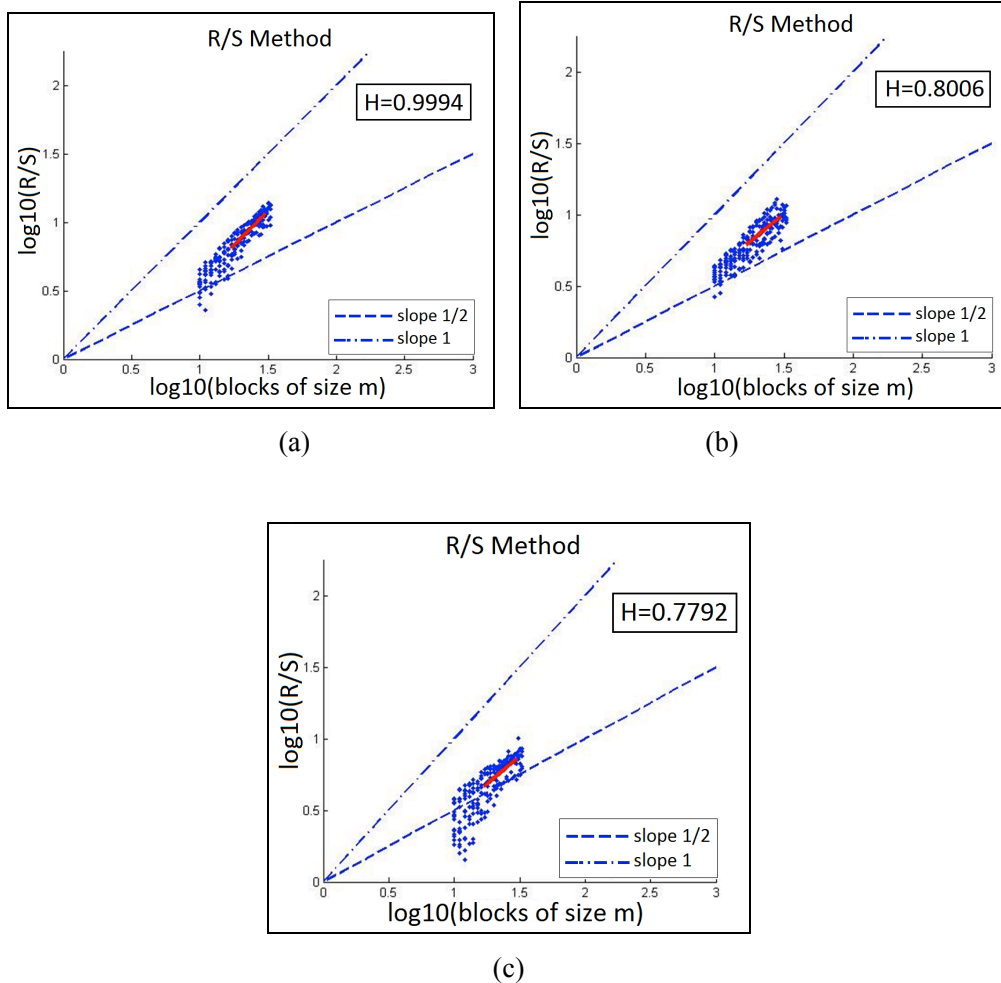 R/S Method
H=0.9994
log10(R/S)
2
1.5
1
0.5
0
0 0.5 1 1.5 2 2.5 3
log10(blocks of size m)
slope 1/2
slope 1
(a)
R/S Method
H=0.8006
log10(R/S)
2
1.5
1
0.5
0
0 0.5 1 1.5 2 2.5 3
log10(blocks of size m)
slope 1/2
slope 1
(b)
R/S Method
H=0.7792
log10(R/S)
2
1.5
1
0.5
0
0 0.5 1 1.5 2 2.5 3
log10(blocks of size m)
slope 1/2
slope 1
(c)